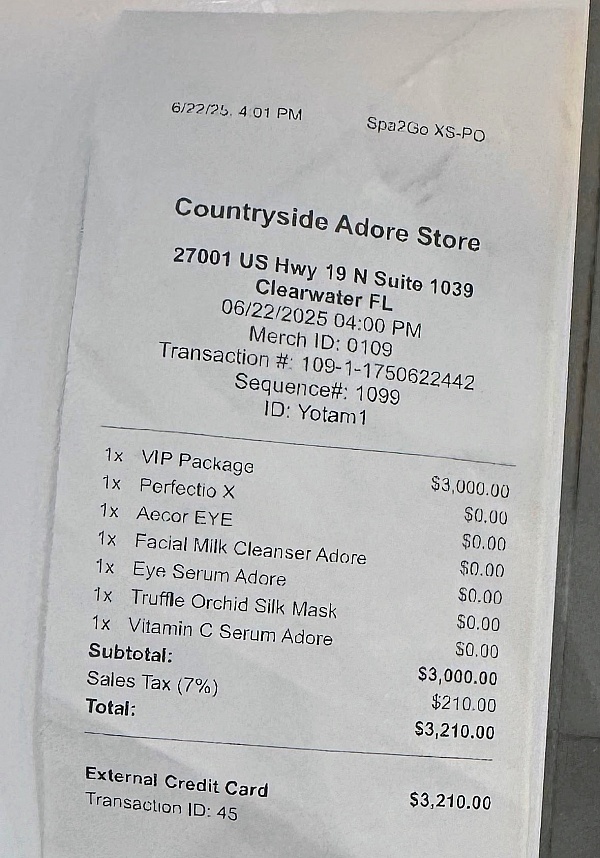 6/22/25, 4:01 PM Spa2Go XS-PO
Countryside Adore Store
27001 US Hwy 19 N Suite 1039
Clearwater FL
06/22/2025 04:00 PM
Merch ID: 0109
Transaction #: 109-1-1750622442
Sequence#: 1099
ID: Yotam1
1x VIP Package $3,000.00
1x Perfectio X $0.00
1x Aecor EYE $0.00
1x Facial Milk Cleanser Adore $0.00
1x Eye Serum Adore $0.00
1x Truffle Orchid Silk Mask $0.00
1x Vitamin C Serum Adore $0.00
Subtotal: $3,000.00
Sales Tax (7%) $210.00
Total: $3,210.00
External Credit Card $3,210.00
Transaction ID: 45